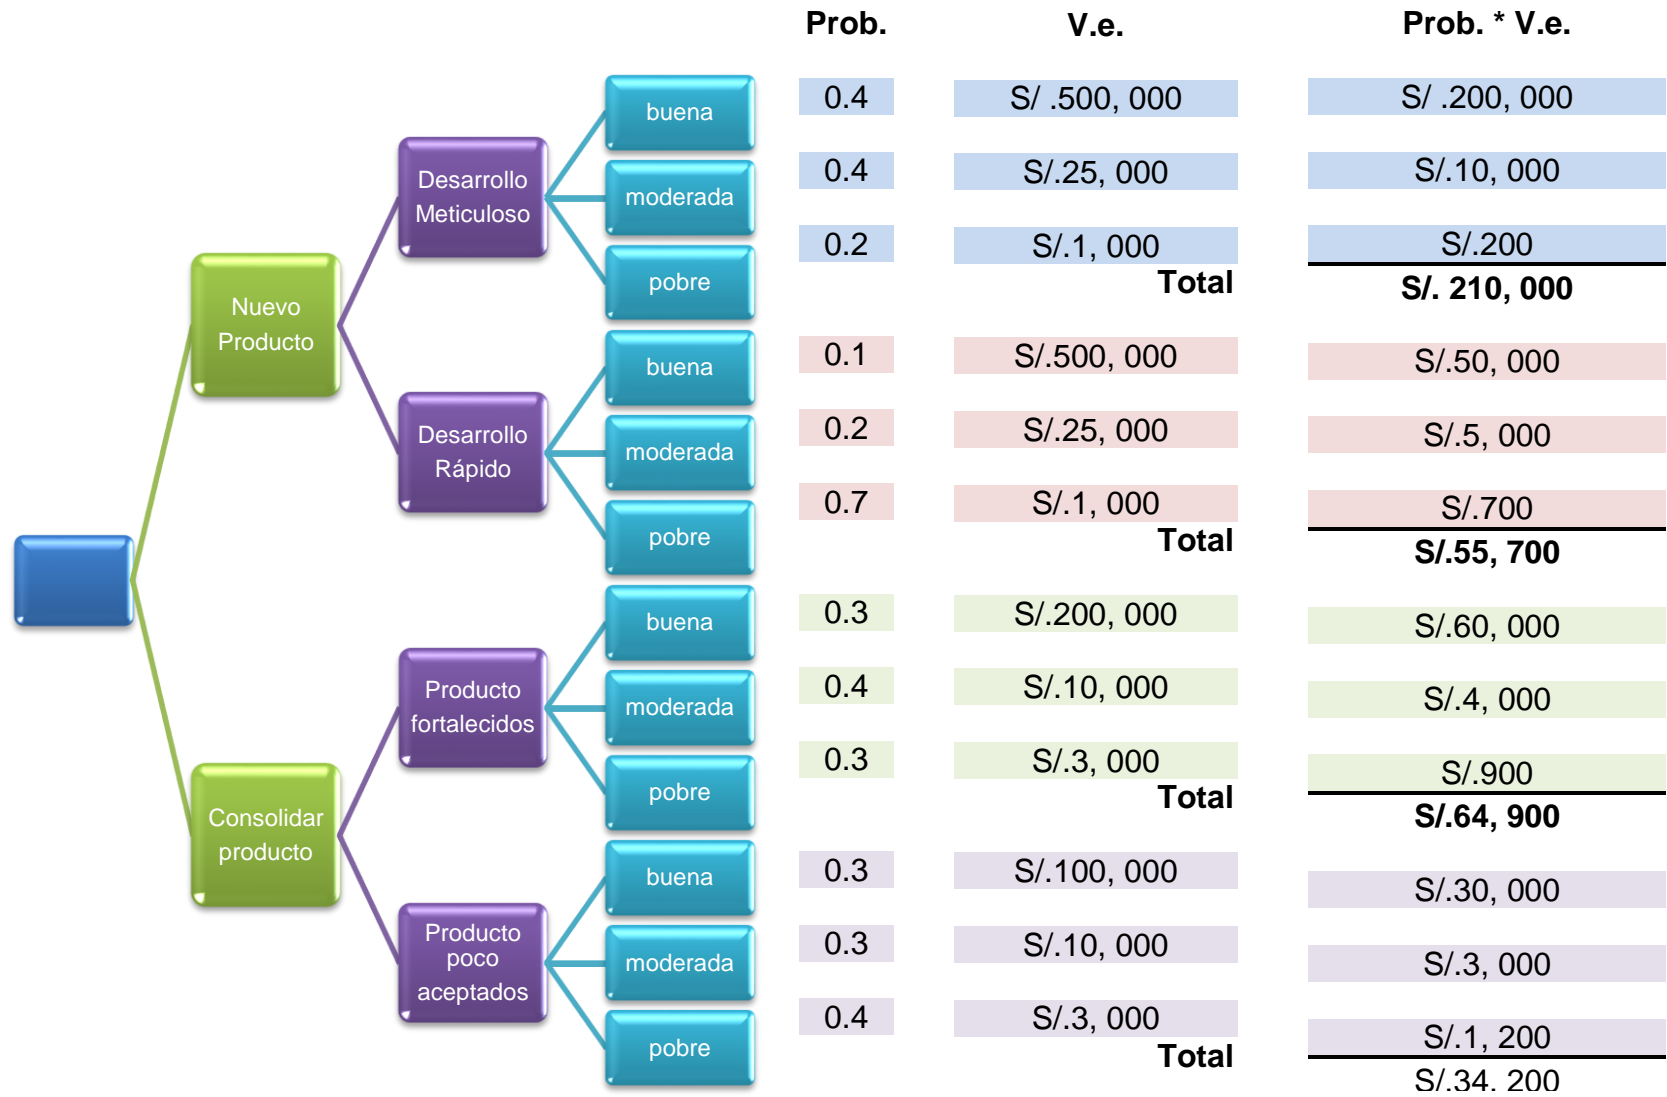 Prob. V.e. Prob. * V.e.
Nuevo
Producto
Desarrollo
Meticuloso
buena 0.4 S/ .500, 000 S/ .200, 000
moderada 0.4 S/.25, 000 S/.10, 000
pobre 0.2 S/.1, 000 S/.200
Total S/. 210, 000
Desarrollo
Rápido
buena 0.1 S/.500, 000 S/.50, 000
moderada 0.2 S/.25, 000 S/.5, 000
pobre 0.7 S/.1, 000 S/.700
Total S/.55, 700
Consolidar
producto
Producto
fortalecidos
buena 0.3 S/.200, 000 S/.60, 000
moderada 0.4 S/.10, 000 S/.4, 000
pobre 0.3 S/.3, 000 S/.900
Total S/.64, 900
Producto
poco
aceptados
buena 0.3 S/.100, 000 S/.30, 000
moderada 0.3 S/.10, 000 S/.3, 000
pobre 0.4 S/.3, 000 S/.1, 200
Total S/.34, 200